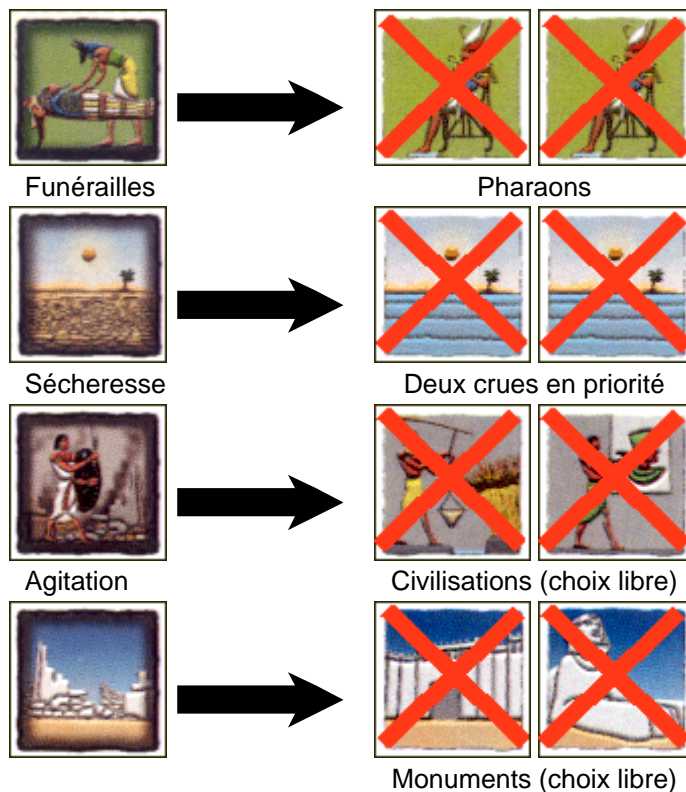 Funérailles
Pharaons
Sécheresse
Deux crues en priorité
Agitation
Civilisations (choix libre)
Monuments (choix libre)